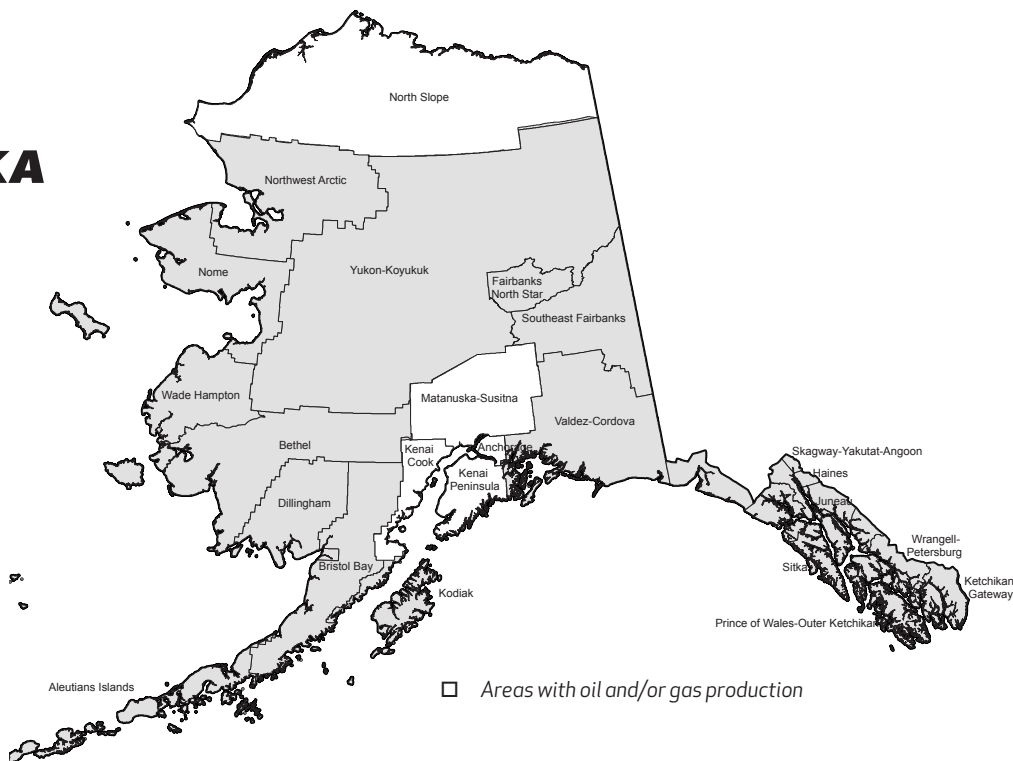 North Slope
KA
Northwest Arctic
Nome
Yukon-Koyukuk
Fairbanks
North Star
Southeast Fairbanks
Wade Hampton
Matanuska-Susitna
Valdez-Cordova
Bethel
Kenai
Cook
Anchorage
Kenai
Peninsula
Dillingham
Bristol Bay
Kodiak
Skagway-Yakutat-Angoon
Haines
Juneau
Wrangell-
Petersburg
Sitka
Ketchikan
Gateway
Prince of Wales-Outer Ketchikan
Aleutians Islands
Areas with oil and/or gas production